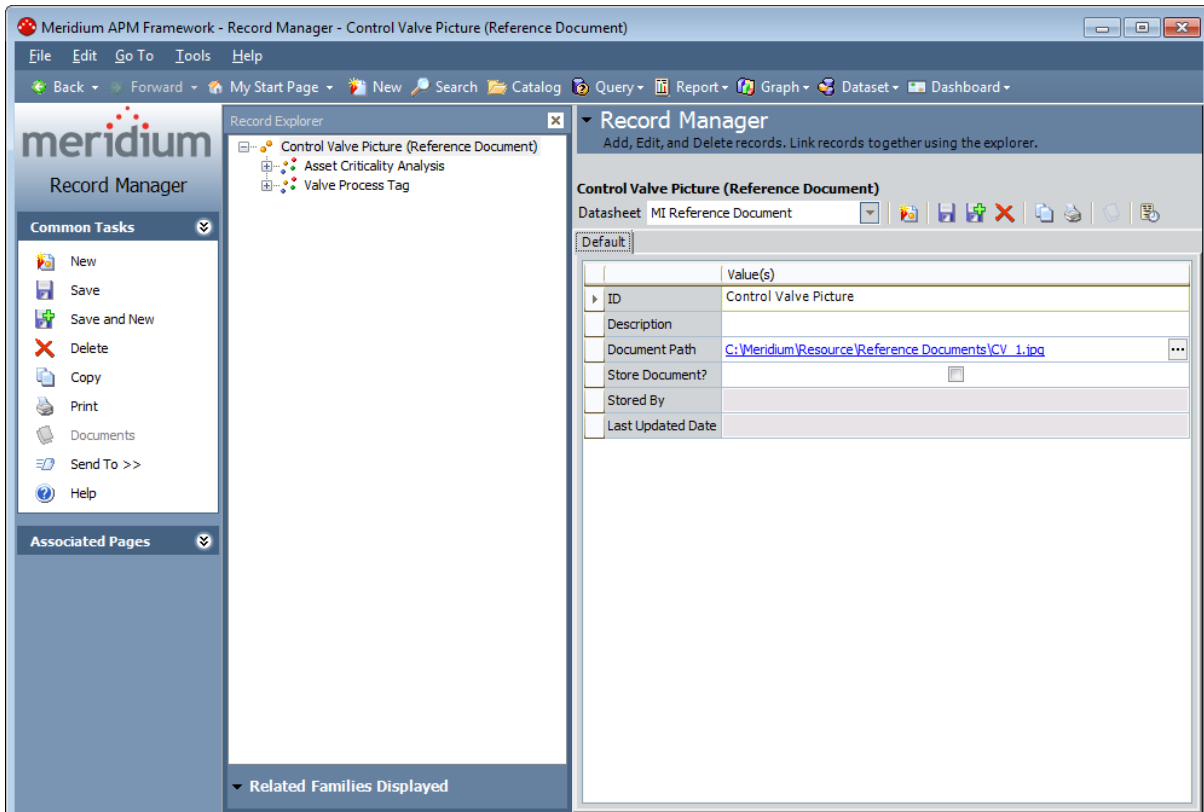 Meridium APM Framework - Record Manager - Control Valve Picture (Reference Document)
File Edit Go To Tools Help
Back Forward My Start Page New Search Catalog Query Report Graph Dataset Dashboard
meridium
Record Manager
Common Tasks
New
Save
Save and New
Delete
Copy
Print
Documents
Send To >>
Help
Associated Pages
Record Explorer
Control Valve Picture (Reference Document)
Asset Criticality Analysis
Valve Process Tag
Related Families Displayed
Record Manager
Add, Edit, and Delete records. Link records together using the explorer.
Control Valve Picture (Reference Document)
Datasheet MI Reference Document
Default
Value(s)
ID Control Valve Picture
Description
Document Path C:\Meridium\Resource\Reference Documents\CV_1.jpg
Store Document?
Stored By
Last Updated Date